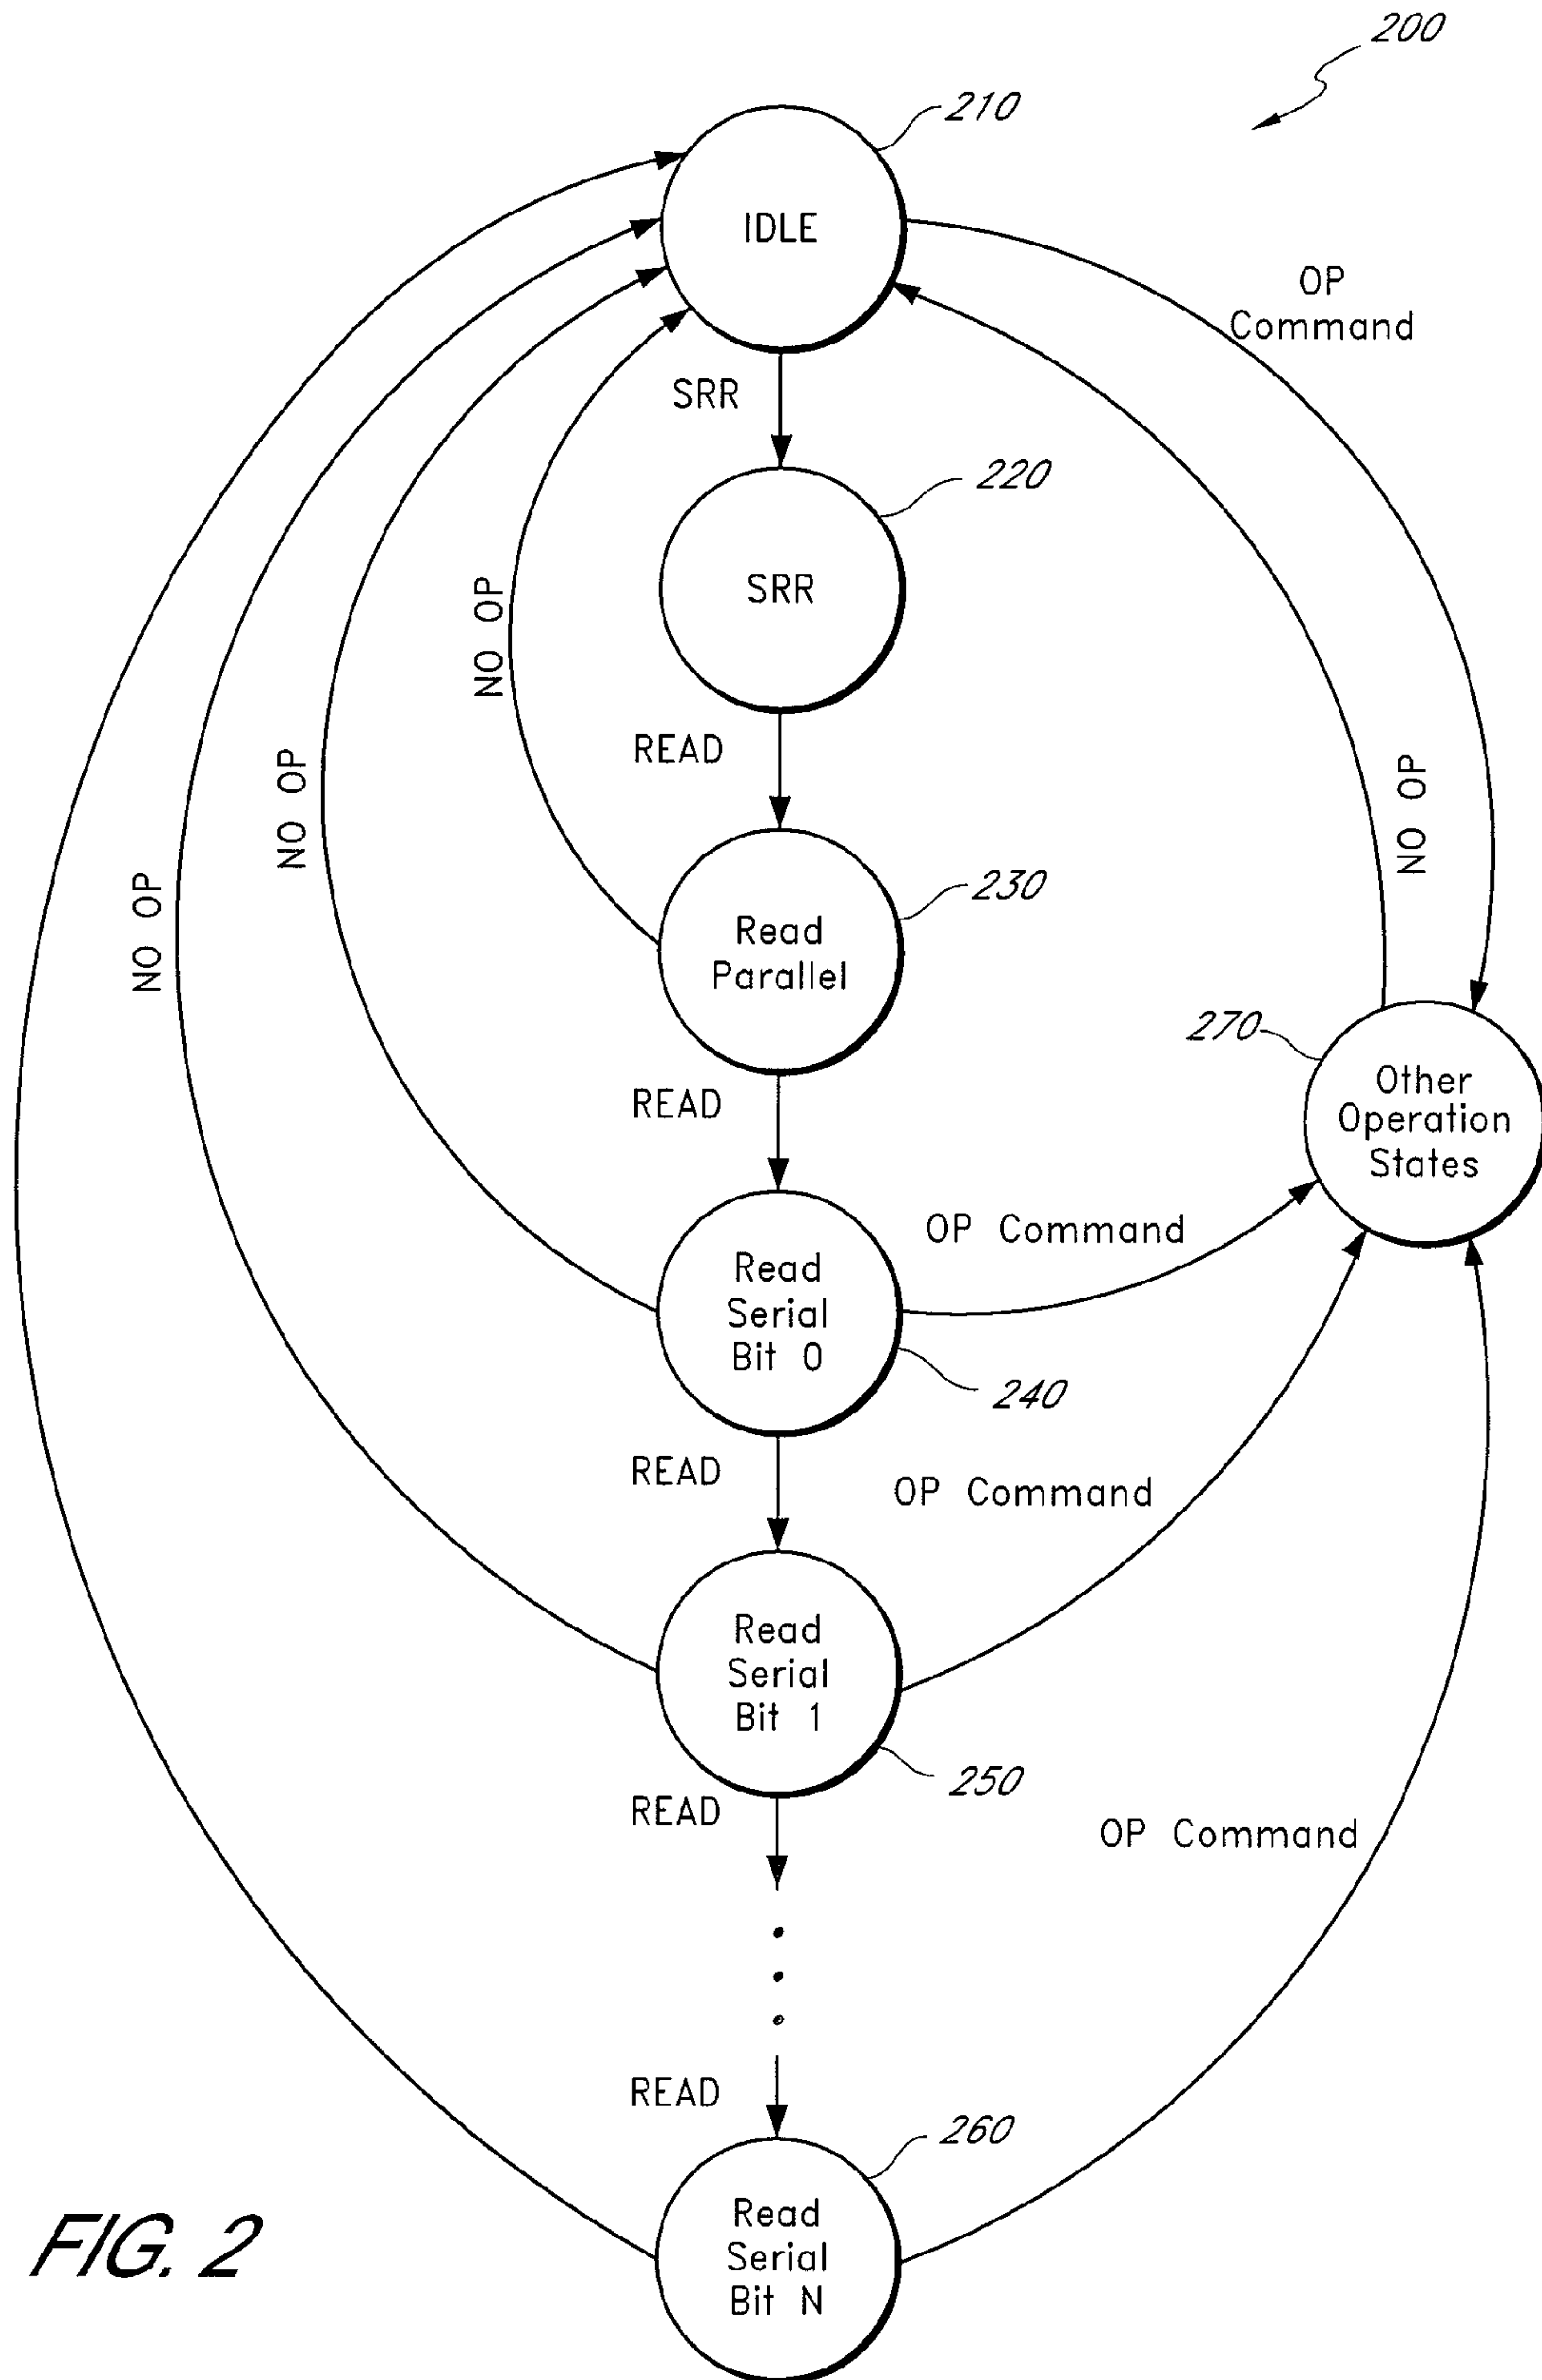 200
210
IDLE
OP
Command
SRR
220
SRR
NO OP
READ
NO OP
NO OP
NO OP
230
Read
Parallel
270
Other
Operation
States
READ
OP Command
Read
Serial
Bit 0
240
READ
OP Command
Read
Serial
Bit 1
250
READ
OP Command
READ
260
Read
Serial
Bit N
FIG. 2